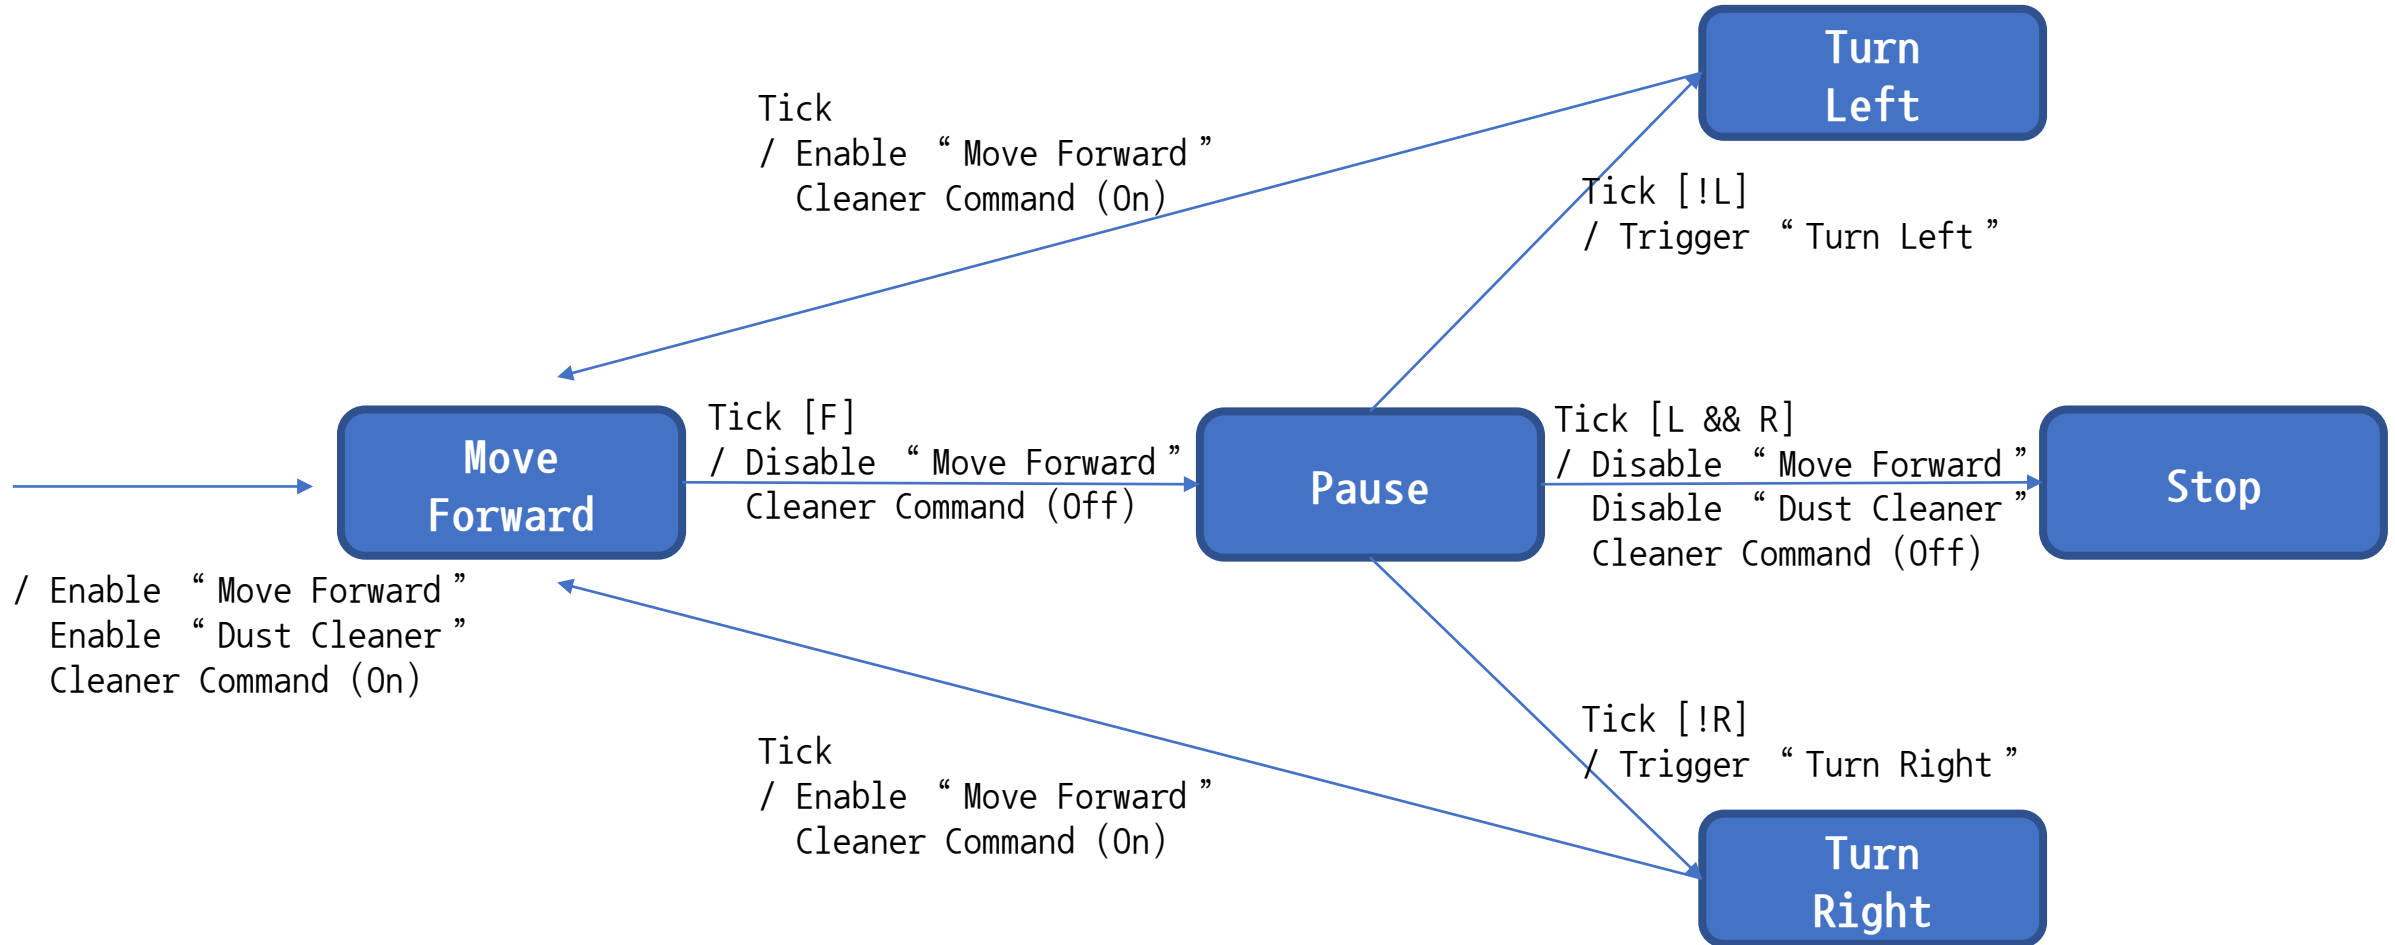 Turn
Left
Tick
/ Enable “Move Forward”
Cleaner Command (On)
Tick [!L]
/ Trigger “Turn Left”
Move
Forward
Tick [F]
/ Disable “Move Forward”
Cleaner Command (Off)
Pause
Tick [L && R]
/ Disable “Move Forward”
Disable “Dust Cleaner”
Cleaner Command (Off)
Stop
/ Enable “Move Forward”
Enable “Dust Cleaner”
Cleaner Command (On)
Tick
/ Enable “Move Forward”
Cleaner Command (On)
Tick [!R]
/ Trigger “Turn Right”
Turn
Right